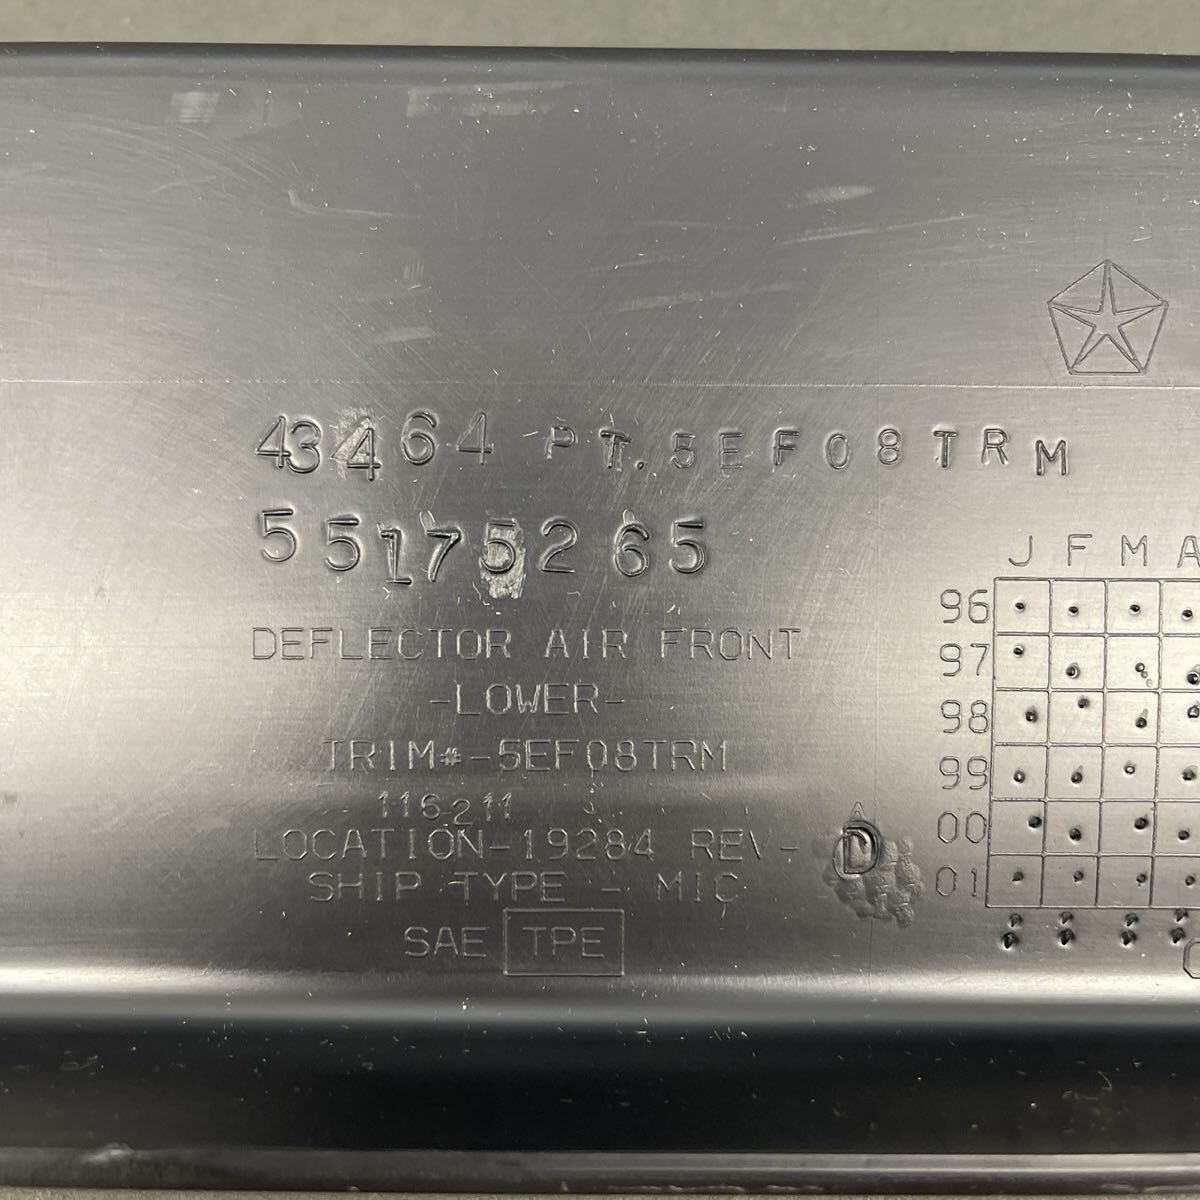 43464 PT.5EF08TRM
55175265
DEFLECTOR AIR FRONT
-LOWER-
TRIM#-5EF08TRM
116211
LOCATION-19284 REV- D
SHIP TYPE - MIC
SAE TPE
J F M A
96
97
98
99
00
01